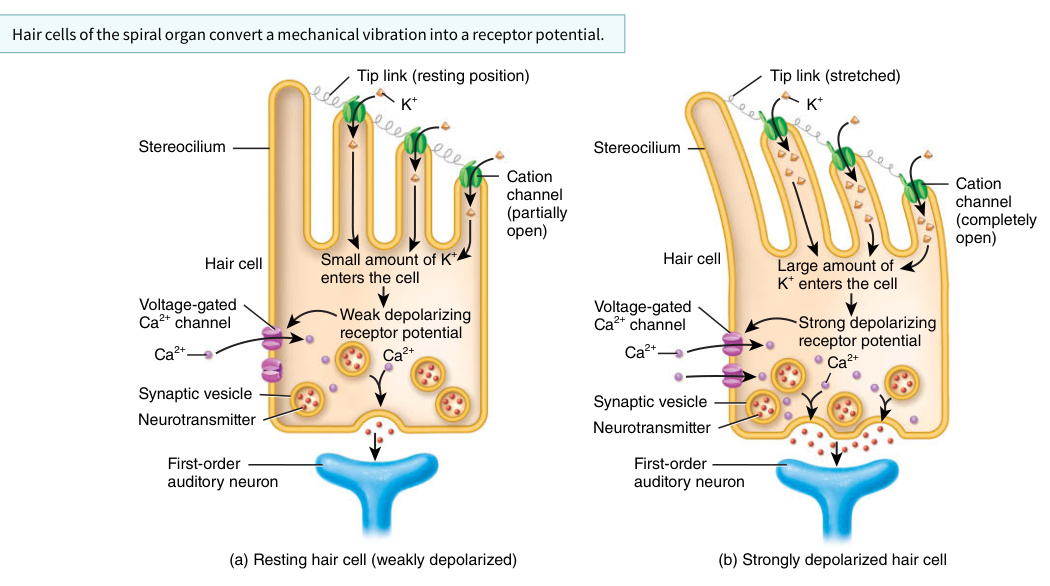 Hair cells of the spiral organ convert a mechanical vibration into a receptor potential.
Tip link (resting position)
K⁺
Stereocilium
Cation
channel
(partially
open)
Hair cell
Small amount of K⁺
enters the cell
Voltage-gated
Ca²⁺ channel
Weak depolarizing
receptor potential
Ca²⁺
Ca²⁺
Synaptic vesicle
Neurotransmitter
First-order
auditory neuron
(a) Resting hair cell (weakly depolarized)
Tip link (stretched)
K⁺
Stereocilium
Cation
channel
(completely
open)
Hair cell
Large amount of
K⁺ enters the cell
Voltage-gated
Ca²⁺ channel
Strong depolarizing
receptor potential
Ca²⁺
Ca²⁺
Synaptic vesicle
Neurotransmitter
First-order
auditory neuron
(b) Strongly depolarized hair cell